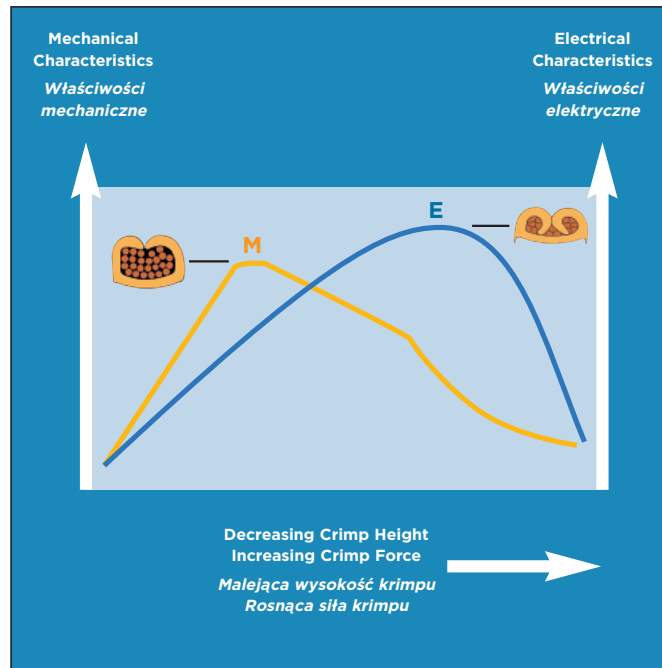 Mechanical
Characteristics
Właściwości
mechaniczne
Electrical
Characteristics
Właściwości
elektryczne
M
E
Decreasing Crimp Height
Increasing Crimp Force
Malejąca wysokość krimpu
Rosnąca siła krimpu